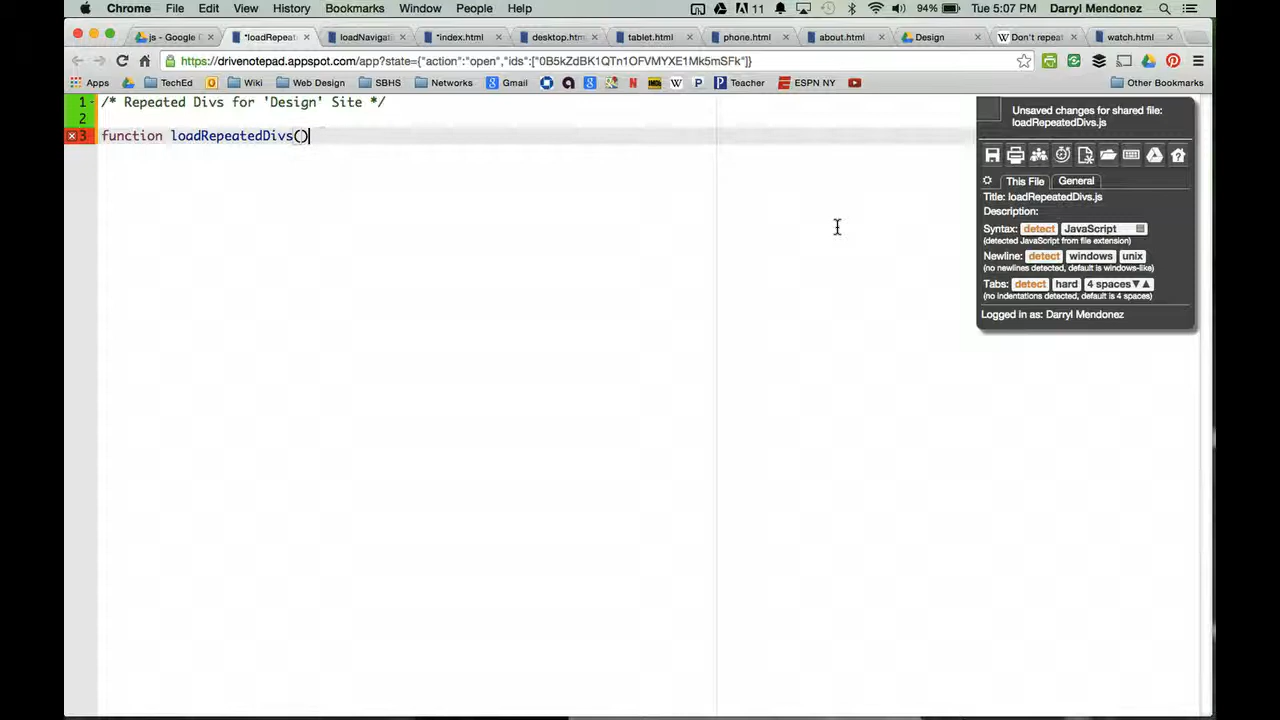 Chrome File Edit View History Bookmarks Window People Help 11 94% Tue 5:07 PM Darryl Mendonez
js - Google *loadRepeat loadNavigati *index.html desktop.htm tablet.html phone.html about.html Design Don't repeat watch.html
https://drivenotepad.appspot.com/app?state={"action":"open","ids":["0B5kZdBK1QTn1OFVMYXE1Mk5mSFk"]}
Apps TechEd Wiki Web Design SBHS Networks Gmail Teacher ESPN NY Other Bookmarks
1 /* Repeated Divs for 'Design' Site */
2
3 function loadRepeatedDivs()
Unsaved changes for shared file:
loadRepeatedDivs.js
This File General
Title: loadRepeatedDivs.js
Description:
Syntax: detect JavaScript
(detected JavaScript from file extension)
Newline: detect windows unix
(no newlines detected, default is windows-like)
Tabs: detect hard 4 spaces▼▲
(no indentations detected, default is 4 spaces)
Logged in as: Darryl Mendonez